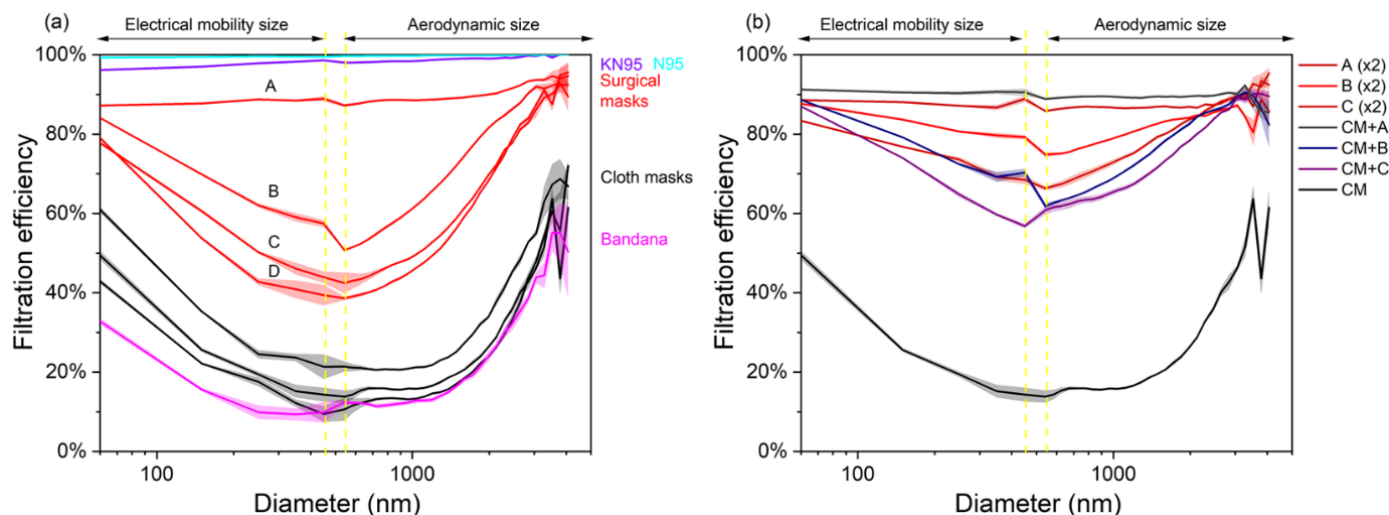 (a)
Electrical mobility size
Aerodynamic size
100%
80%
60%
40%
20%
0%
Filtration efficiency
A
B
C
D
KN95 N95
Surgical
masks
Cloth masks
Bandana
100
1000
Diameter (nm)
(b)
Electrical mobility size
Aerodynamic size
100%
80%
60%
40%
20%
0%
Filtration efficiency
A (x2)
B (x2)
C (x2)
CM+A
CM+B
CM+C
CM
100
1000
Diameter (nm)